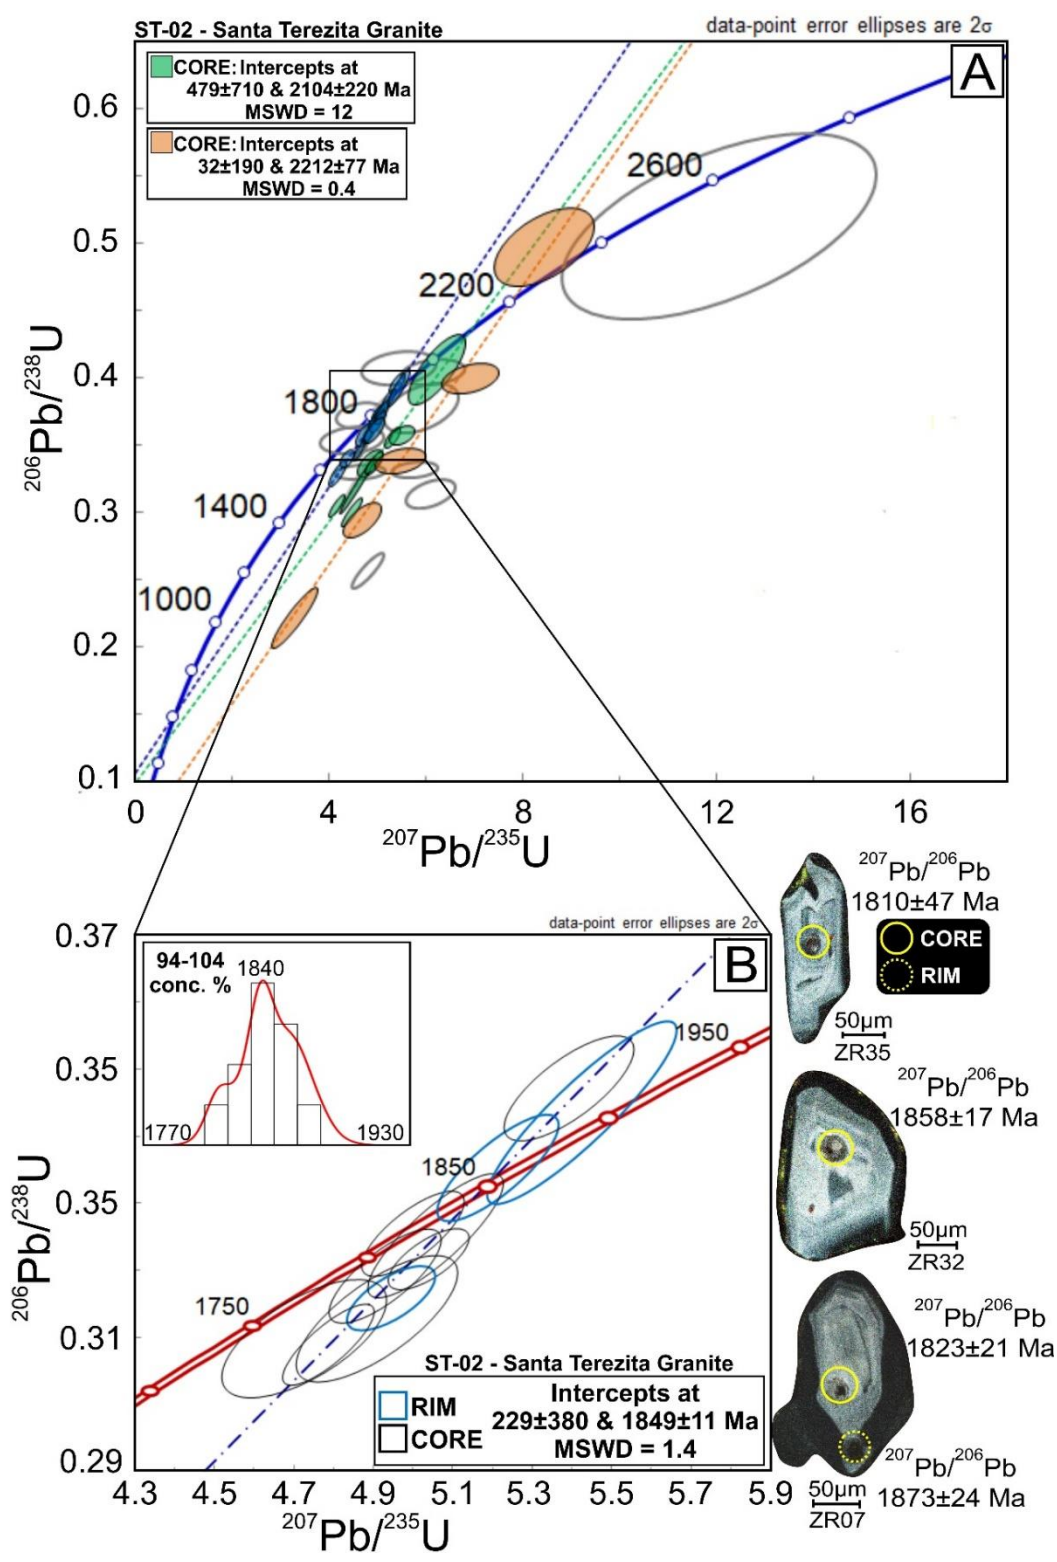 ST-02 - Santa Terezita Granite
data-point error ellipses are 2σ
A
CORE: Intercepts at
479±710 & 2104±220 Ma
MSWD = 12
CORE: Intercepts at
32±190 & 2212±77 Ma
MSWD = 0.4
0.6
0.5
0.4
0.3
0.2
0.1
206Pb/238U
2600
2200
1800
1400
1000
0 4 8 12 16
207Pb/235U
data-point error ellipses are 2σ
B
0.37
0.35
0.35
0.31
0.29
206Pb/238U
94-104
conc. %
1840
1770 1930
1950
1850
1750
ST-02 - Santa Terezita Granite
RIM
CORE
Intercepts at
229±380 & 1849±11 Ma
MSWD = 1.4
4.3 4.5 4.7 4.9 5.1 5.3 5.5 5.7 5.9
207Pb/235U
207Pb/206Pb
1810±47 Ma
CORE
RIM
50µm
ZR35
207Pb/206Pb
1858±17 Ma
50µm
ZR32
207Pb/206Pb
1823±21 Ma
207Pb/206Pb
1873±24 Ma
50µm
ZR07